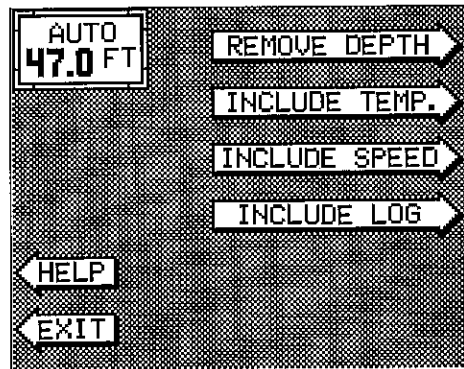 AUTO
47.0 FT
REMOVE DEPTH
INCLUDE TEMP.
INCLUDE SPEED
INCLUDE LOG
HELP
EXIT